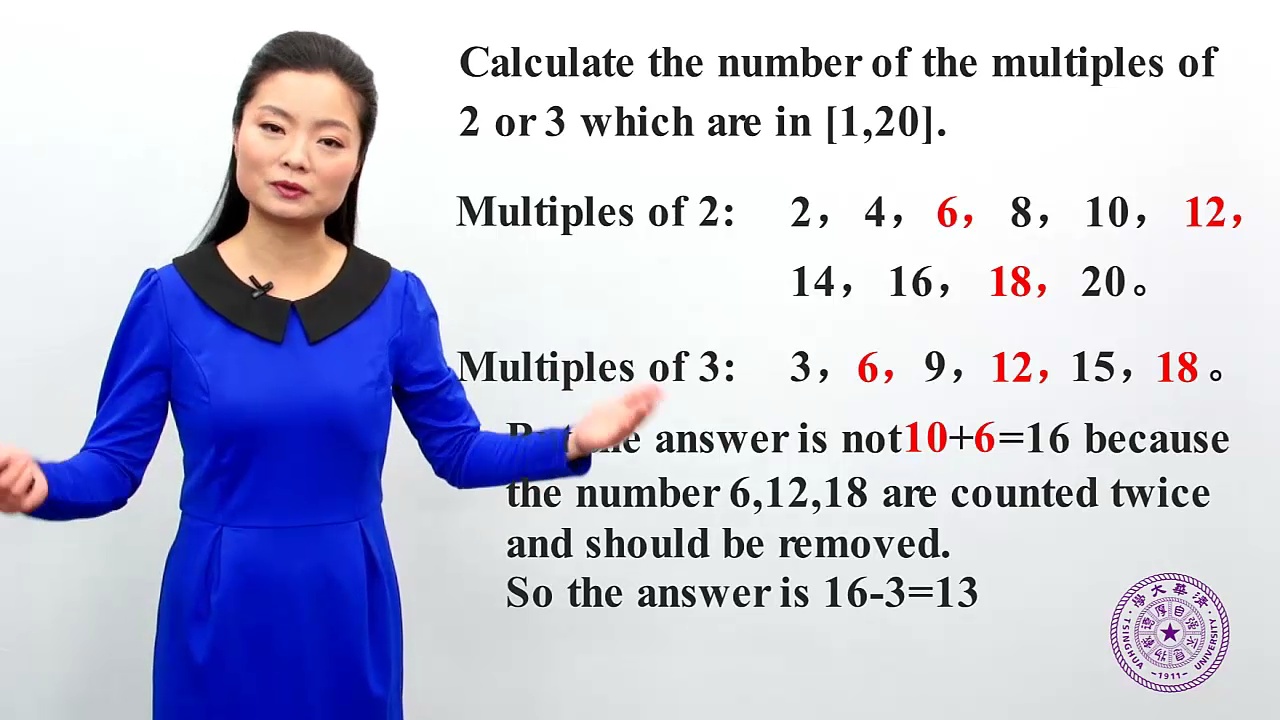 Calculate the number of the multiples of
2 or 3 which are in [1,20].
Multiples of 2: 2， 4， 6， 8， 10， 12，
14， 16， 18， 20。
Multiples of 3: 3， 6， 9， 12， 15， 18 。
answer is not10+6=16 because
the number 6,12,18 are counted twice
and should be removed.
So the answer is 16-3=13
TSINGHUA UNIVERSITY
-1911-